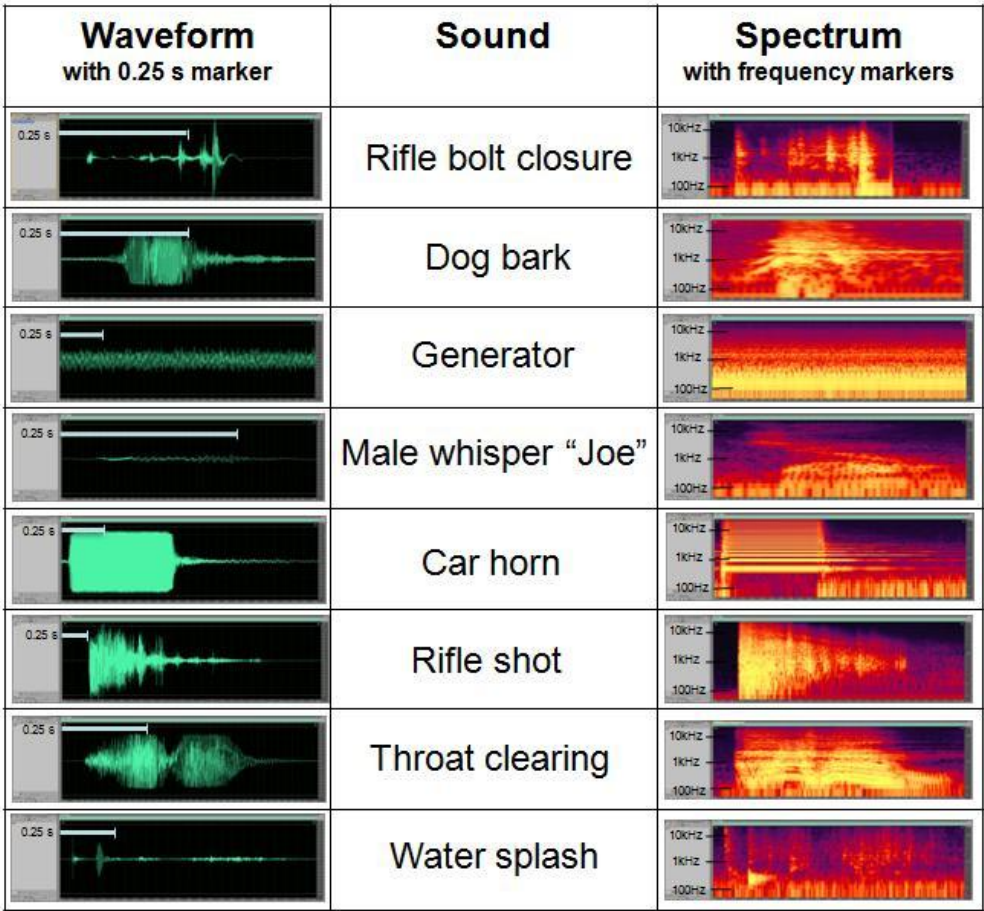 Waveform
with 0.25 s marker
Sound
Spectrum
with frequency markers
0.25 s
Rifle bolt closure
10kHz
1kHz
100Hz
0.25 s
Dog bark
10kHz
1kHz
100Hz
0.25 s
Generator
10kHz
1kHz
100Hz
0.25 s
Male whisper “Joe”
10kHz
1kHz
100Hz
0.25 s
Car horn
10kHz
1kHz
100Hz
0.25 s
Rifle shot
10kHz
1kHz
100Hz
0.25 s
Throat clearing
10kHz
1kHz
100Hz
0.25 s
Water splash
10kHz
1kHz
100Hz